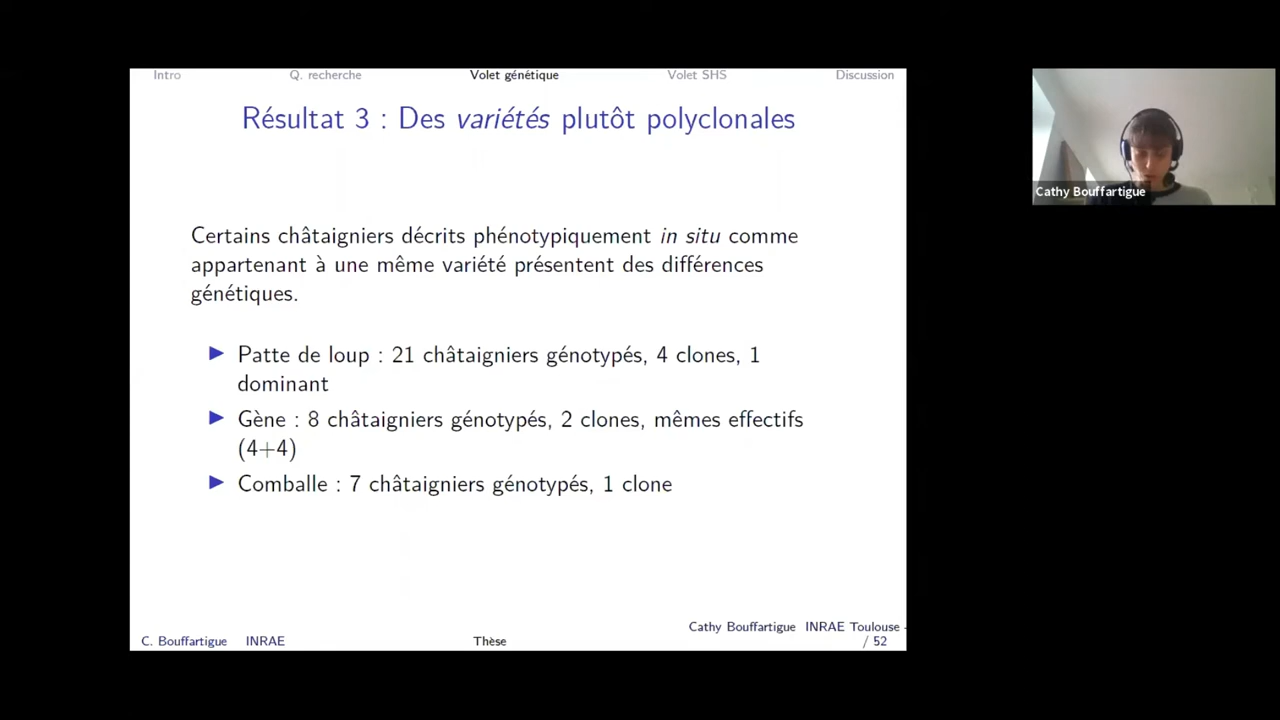 Intro Q. recherche Volet génétique Volet SHS Discussion
Résultat 3 : Des variétés plutôt polyclonales
Certains châtaigniers décrits phénotypiquement in situ comme
appartenant à une même variété présentent des différences
génétiques.
Patte de loup : 21 châtaigniers génotypés, 4 clones, 1
dominant
Gène : 8 châtaigniers génotypés, 2 clones, mêmes effectifs
(4+4)
Comballe : 7 châtaigniers génotypés, 1 clone
Cathy Bouffartigue INRAE Toulouse -
C. Bouffartigue INRAE Thèse / 52
Cathy Bouffartigue